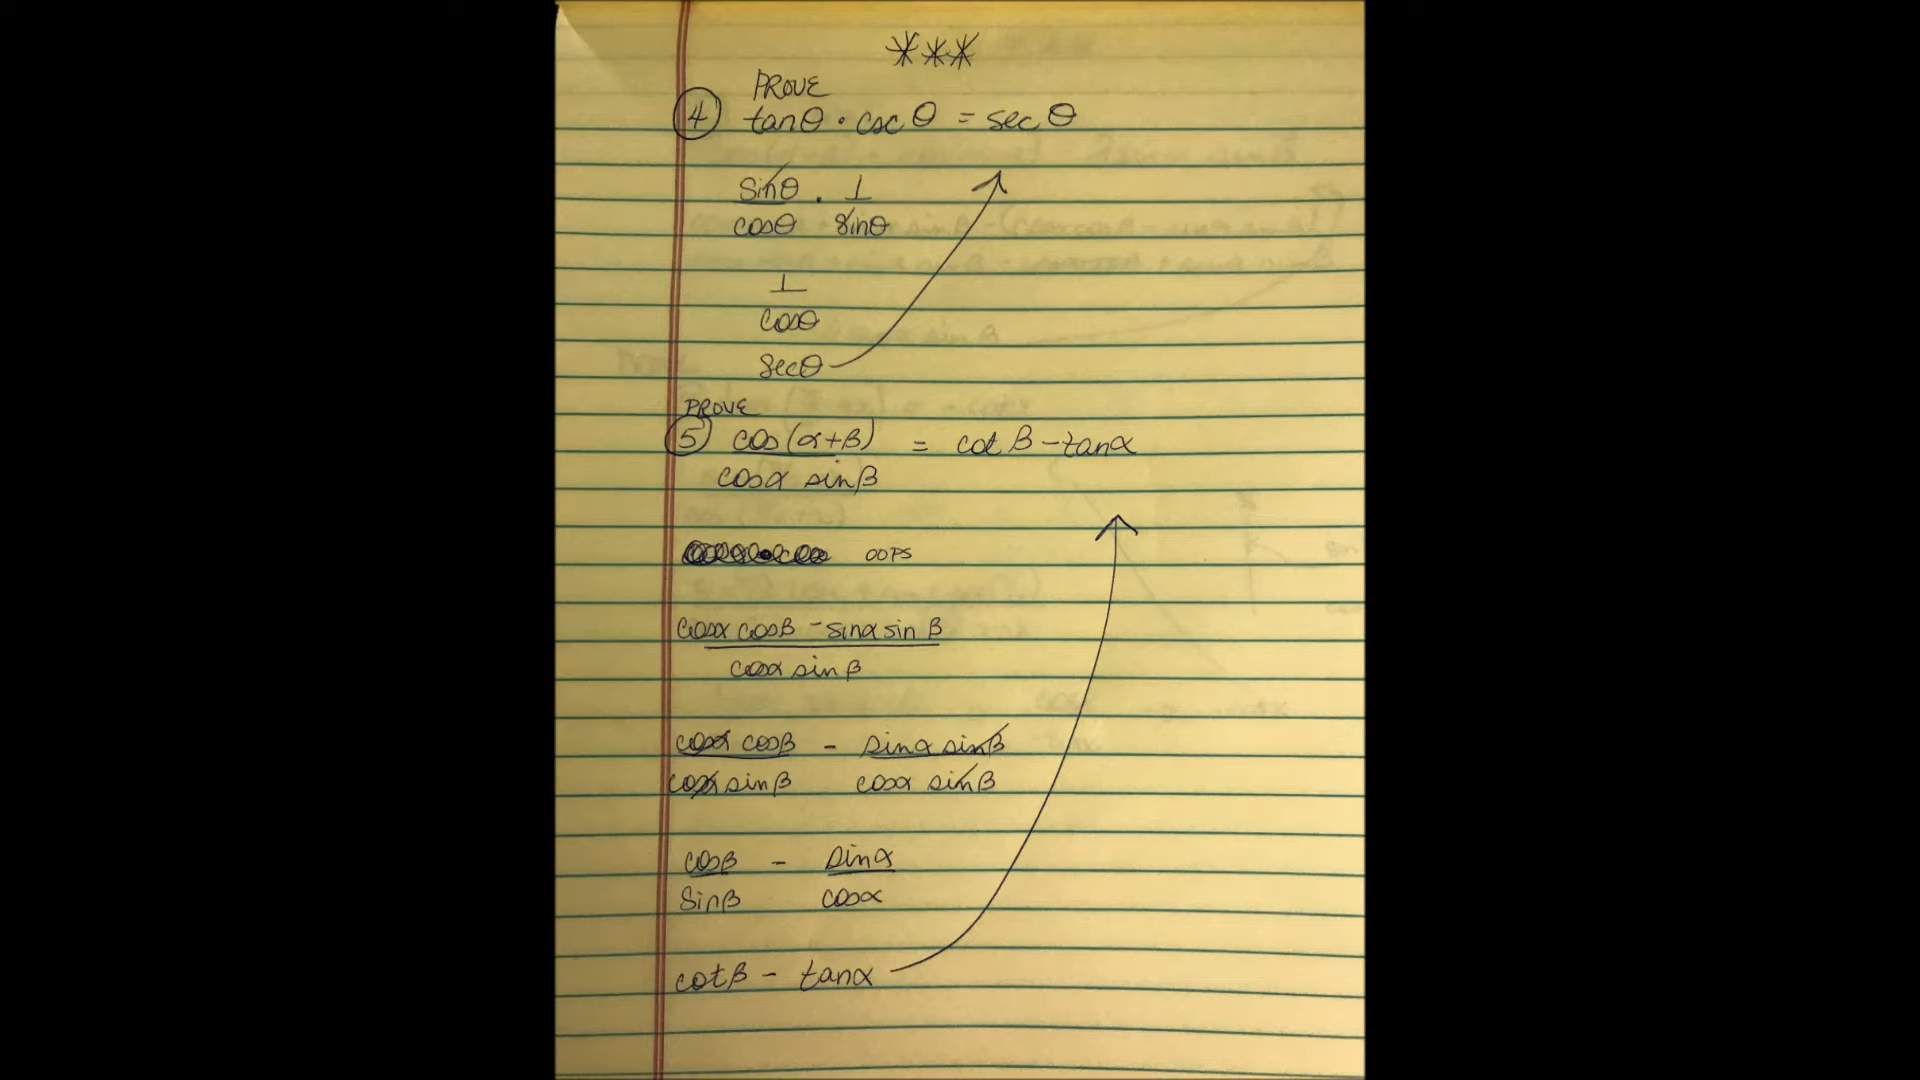 ***
PROVE
④ tanθ · cscθ = secθ
sinθ · 1
cosθ sinθ
1
cosθ
secθ
PROVE
⑤ cos(α+β) = cotβ - tanα
cosα sinβ
OOPS
cosα cosβ - sinα sinβ
cosα sinβ
cosα cosβ - sinα sinβ
cosα sinβ cosα sinβ
cosβ - sinα
sinβ cosα
cotβ - tanα